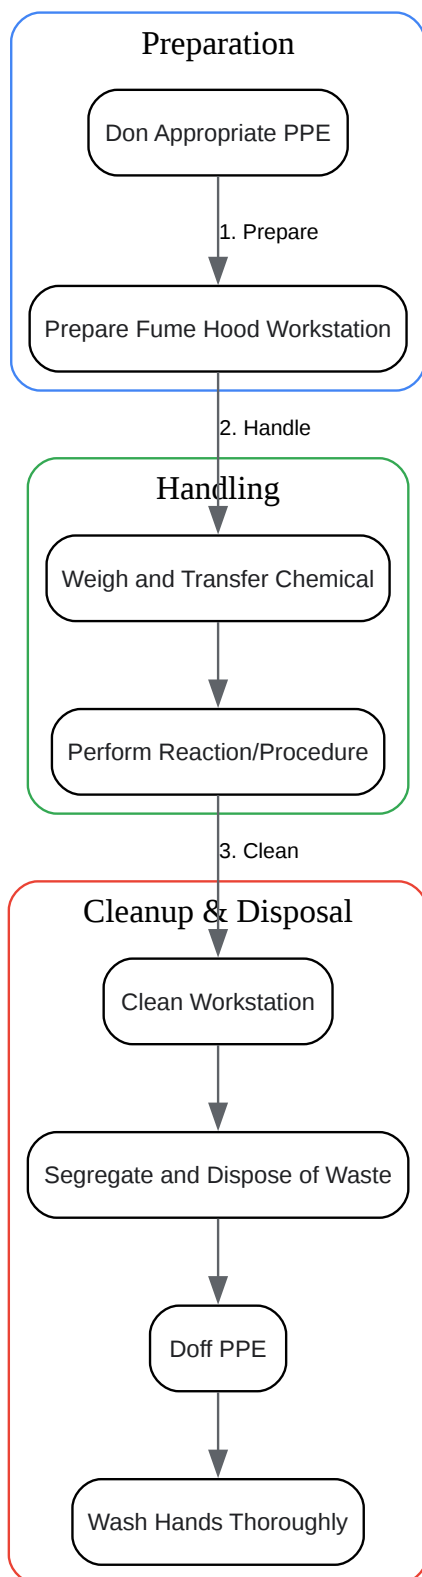 Preparation
Don Appropriate PPE
1. Prepare
Prepare Fume Hood Workstation
2. Handle
Handling
Weigh and Transfer Chemical
Perform Reaction/Procedure
3. Clean
Cleanup & Disposal
Clean Workstation
Segregate and Dispose of Waste
Doff PPE
Wash Hands Thoroughly